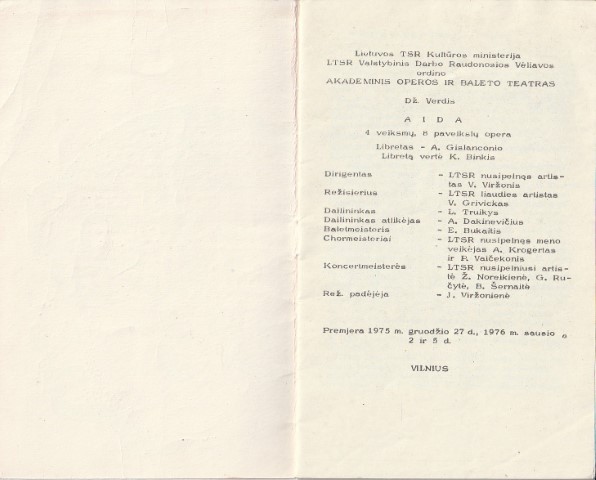 Lietuvos TSR Kultūros ministerija
LTSR Valstybinis Darbo Raudonosios Vėliavos
ordino
AKADEMINIS OPEROS IR BALETO TEATRAS
Dž. Verdis
A I D A
4 veiksmų, 8 paveikslų opera
Libretas - A. Gislanconio
Libretą vertė K. Binkis
Dirigentas - LTSR nusipelnęs artis-
tas V. Viržonis
Režisierius - LTSR liaudies artistas
V. Grivickas
Dailininkas - L. Truikys
Dailininkas atlikėjas - A. Dakinevičius
Baletmeisteris - E. Bukaitis
Chormeisteriai - LTSR nusipelnęs meno
veikėjas A. Krogertas
ir P. Vaičekonis
Koncertmeisterės - LTSR nusipelniusi artis-
tė Ž. Noreikienė, G. Ru-
čytė, B. Šernaitė
Rež. padėjėja - J. Viržonienė
Premjera 1975 m. gruodžio 27 d., 1976 m. sausio
2 ir 5 d.
VILNIUS